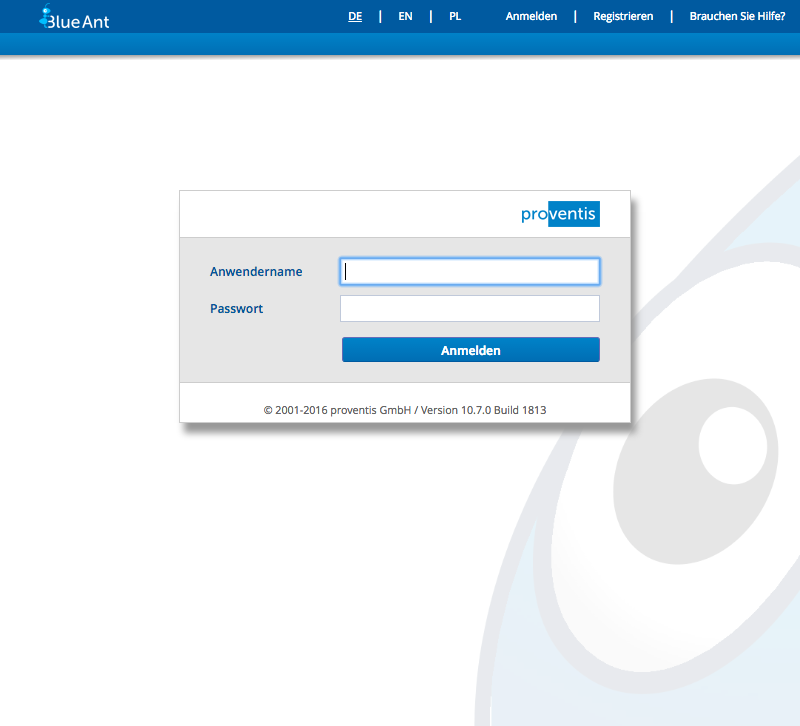 Blue Ant
DE | EN | PL Anmelden | Registrieren | Brauchen Sie Hilfe?
proventis
Anwendername
Passwort
Anmelden
© 2001-2016 proventis GmbH / Version 10.7.0 Build 1813